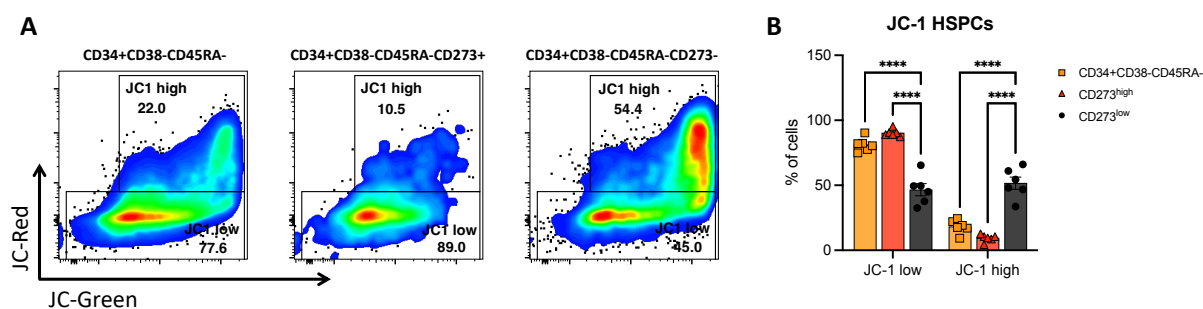 A
CD34+CD38-CD45RA-
JC1 high
22.0
JC1 low
77.6
CD34+CD38-CD45RA-CD273+
JC1 high
10.5
JC1 low
89.0
CD34+CD38-CD45RA-CD273-
JC1 high
54.4
JC1 low
45.0
JC-Red
JC-Green
B
JC-1 HSPCs
% of cells
150
100
50
0
****
****
****
****
JC-1 low
JC-1 high
CD34+CD38-CD45RA-
CD273high
CD273low